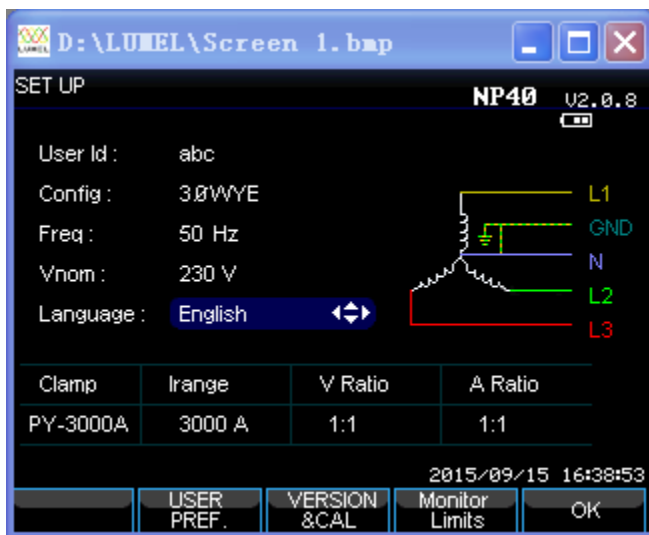 D:\LUMEL\Screen 1.bmp
SET UP
NP40 V2.0.8
User Id : abc
Config : 3.ØWYE
Freq : 50 Hz
Vnom : 230 V
Language : English
L1
GND
N
L2
L3
Clamp Irange V Ratio A Ratio
PY-3000A 3000 A 1:1 1:1
2015/09/15 16:38:53
USER PREF.
VERSION &CAL
Monitor Limits
OK